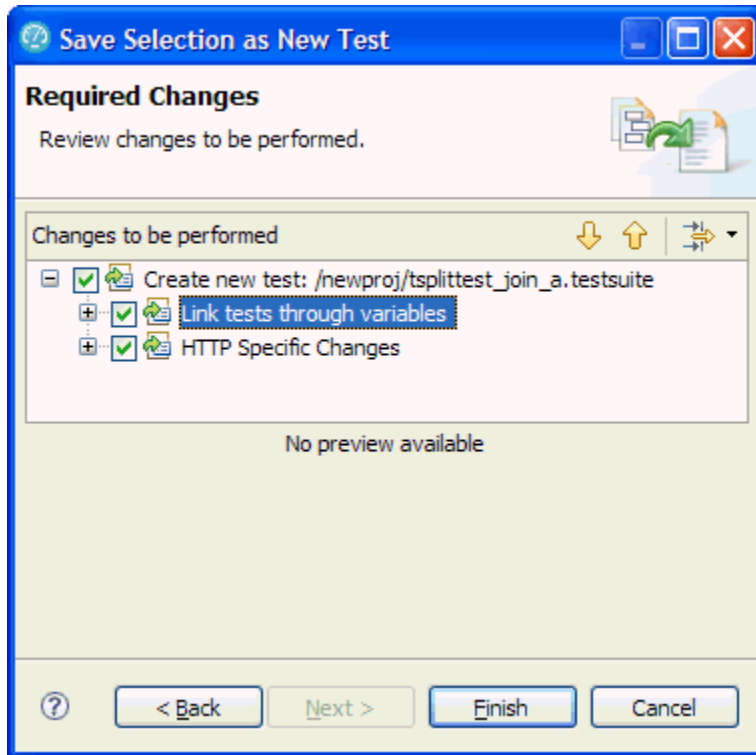 Save Selection as New Test
Required Changes
Review changes to be performed.
Changes to be performed
Create new test: /newproj/tsplittest_join_a.testsuite
Link tests through variables
HTTP Specific Changes
No preview available
? < Back Next > Finish Cancel